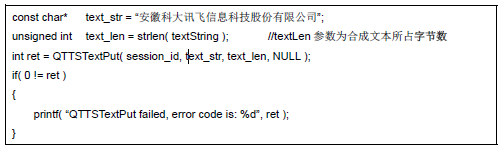 const char* text_str = “安徽科大讯飞信息科技股份有限公司”;
unsigned int text_len = strlen( textString ); //textLen 参数为合成文本所占字节数
int ret = QTTSTextPut( session_id, text_str, text_len, NULL );
if( 0 != ret )
{
printf( “QTTSTextPut failed, error code is: %d”, ret );
}